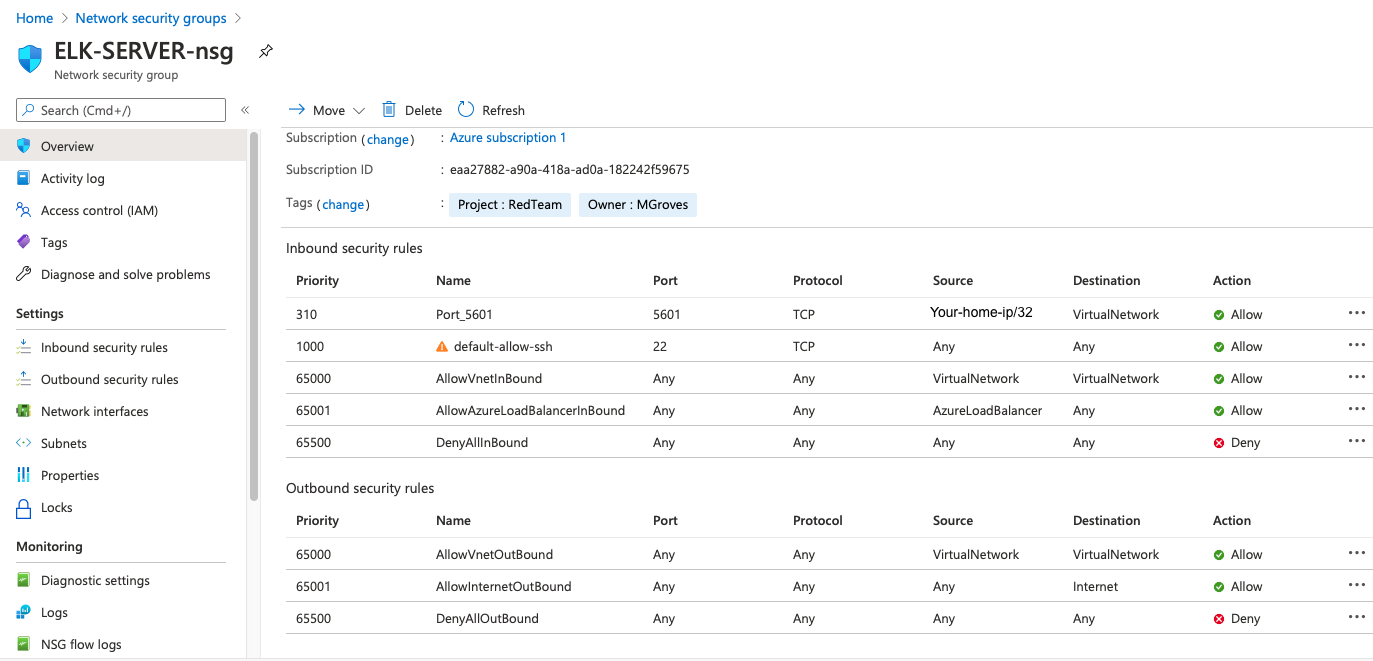 Home > Network security groups >
ELK-SERVER-nsg
Network security group
Search (Cmd+/)
«
Move
Delete
Refresh
Overview
Activity log
Access control (IAM)
Tags
Diagnose and solve problems
Settings
Inbound security rules
Outbound security rules
Network interfaces
Subnets
Properties
Locks
Monitoring
Diagnostic settings
Logs
NSG flow logs
Subscription (change) : Azure subscription 1
Subscription ID : eaa27882-a90a-418a-ad0a-182242f59675
Tags (change) : Project : RedTeam Owner : MGroves
Inbound security rules
Priority Name Port Protocol Source Destination Action
310 Port_5601 5601 TCP Your-home-ip/32 VirtualNetwork Allow
1000 default-allow-ssh 22 TCP Any Any Allow
65000 AllowVnetInBound Any Any VirtualNetwork VirtualNetwork Allow
65001 AllowAzureLoadBalancerInBound Any Any AzureLoadBalancer Any Allow
65500 DenyAllInBound Any Any Any Any Deny
Outbound security rules
Priority Name Port Protocol Source Destination Action
65000 AllowVnetOutBound Any Any VirtualNetwork VirtualNetwork Allow
65001 AllowInternetOutBound Any Any Any Internet Allow
65500 DenyAllOutBound Any Any Any Any Deny